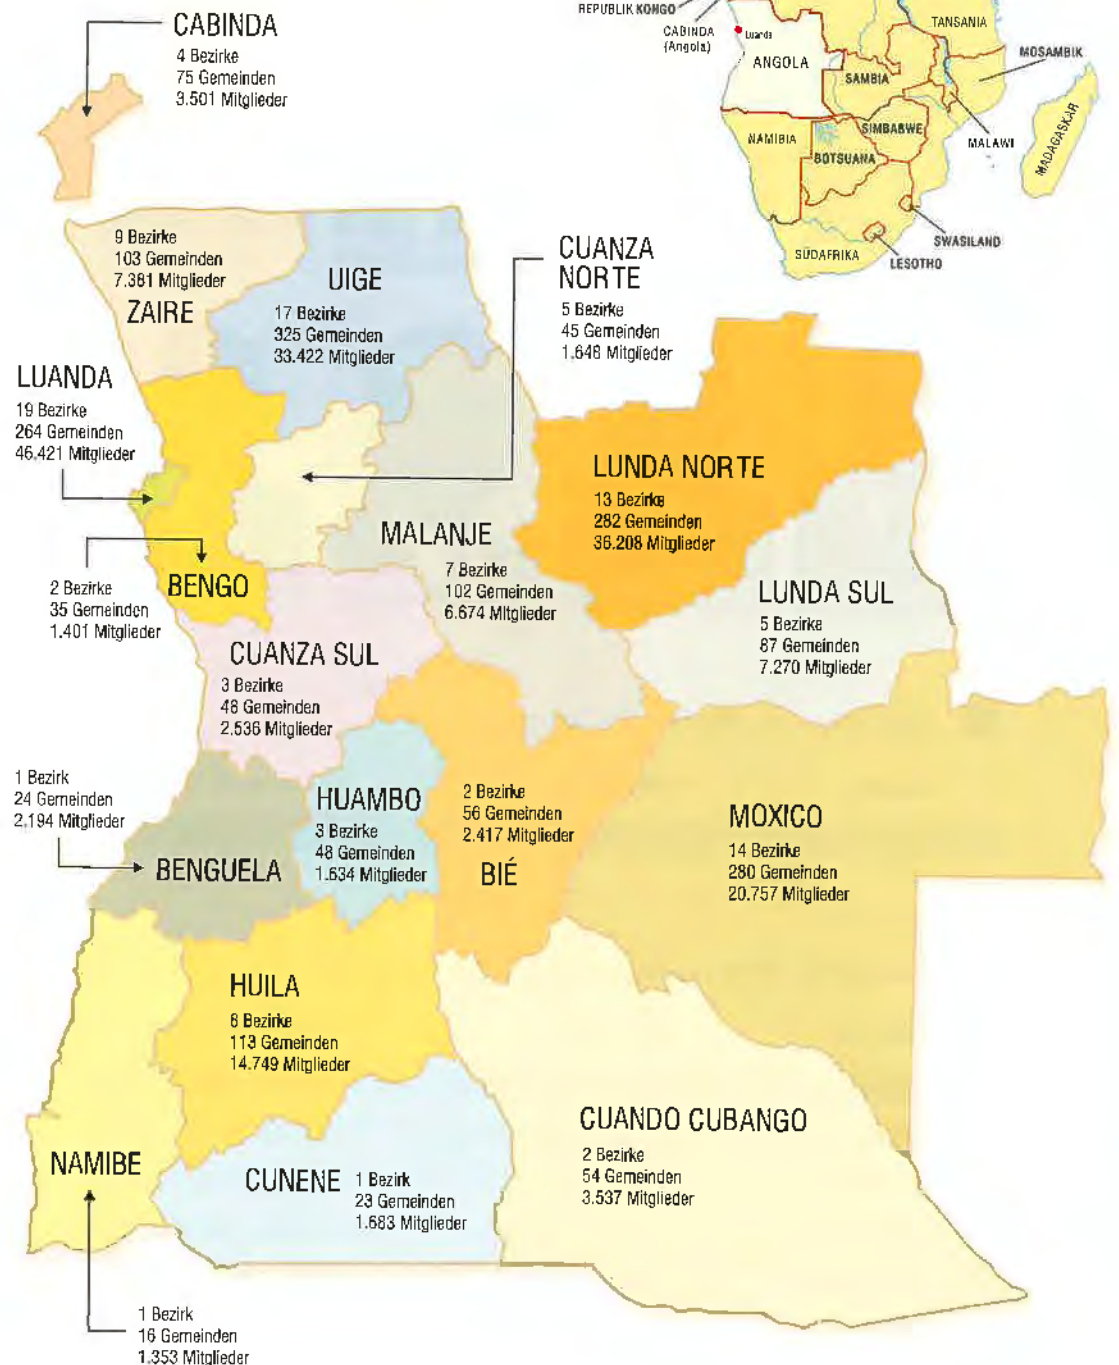 CABINDA
4 Bezirke
75 Gemeinden
3.501 Mitglieder
REPUBLIK KONGO
CABINDA
(Angola)
Luanda
ANGOLA
TANSANIA
MOSAMBIK
SAMBIA
SIMBABWE
MALAWI
NAMIBIA
BOTSUANA
MADAGASKAR
SWASILAND
SÜDAFRIKA
LESOTHO
9 Bezirke
103 Gemeinden
7.381 Mitglieder
ZAIRE
UIGE
17 Bezirke
325 Gemeinden
33.422 Mitglieder
CUANZA
NORTE
5 Bezirke
45 Gemeinden
1.648 Mitglieder
LUANDA
19 Bezirke
264 Gemeinden
46.421 Mitglieder
LUNDA NORTE
13 Bezirke
282 Gemeinden
36.208 Mitglieder
MALANJE
7 Bezirke
102 Gemeinden
6.674 Mitglieder
BENGO
2 Bezirke
35 Gemeinden
1.401 Mitglieder
LUNDA SUL
5 Bezirke
87 Gemeinden
7.270 Mitglieder
CUANZA SUL
3 Bezirke
48 Gemeinden
2.536 Mitglieder
1 Bezirk
24 Gemeinden
2.194 Mitglieder
BENGUELA
HUAMBO
3 Bezirke
48 Gemeinden
1.634 Mitglieder
2 Bezirke
56 Gemeinden
2.417 Mitglieder
BIÉ
MOXICO
14 Bezirke
280 Gemeinden
20.757 Mitglieder
HUILA
6 Bezirke
113 Gemeinden
14.749 Mitglieder
CUANDO CUBANGO
2 Bezirke
54 Gemeinden
3.537 Mitglieder
NAMIBE
CUNENE
1 Bezirk
23 Gemeinden
1.683 Mitglieder
1 Bezirk
16 Gemeinden
1.353 Mitglieder